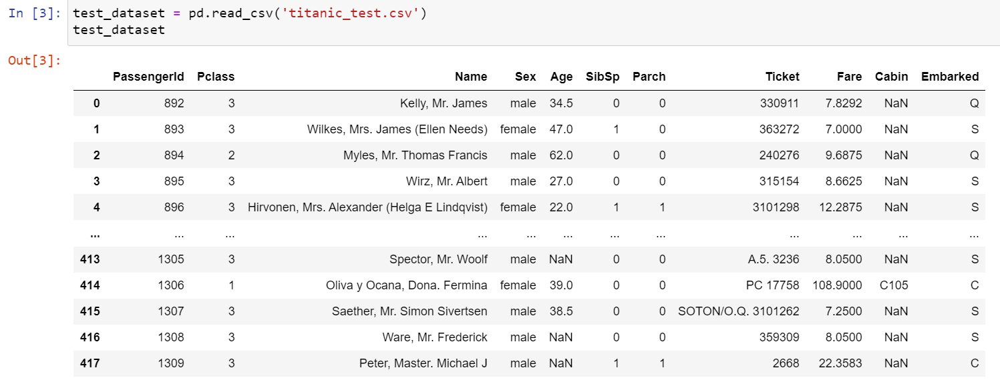 In [3]: test_dataset = pd.read_csv('titanic_test.csv')
test_dataset
Out[3]:
PassengerId Pclass Name Sex Age SibSp Parch Ticket Fare Cabin Embarked
0 892 3 Kelly, Mr. James male 34.5 0 0 330911 7.8292 NaN Q
1 893 3 Wilkes, Mrs. James (Ellen Needs) female 47.0 1 0 363272 7.0000 NaN S
2 894 2 Myles, Mr. Thomas Francis male 62.0 0 0 240276 9.6875 NaN Q
3 895 3 Wirz, Mr. Albert male 27.0 0 0 315154 8.6625 NaN S
4 896 3 Hirvonen, Mrs. Alexander (Helga E Lindqvist) female 22.0 1 1 3101298 12.2875 NaN S
... ... ... ... ... ... ... ... ... ... ... ...
413 1305 3 Spector, Mr. Woolf male NaN 0 0 A.5. 3236 8.0500 NaN S
414 1306 1 Oliva y Ocana, Dona. Fermina female 39.0 0 0 PC 17758 108.9000 C105 C
415 1307 3 Saether, Mr. Simon Sivertsen male 38.5 0 0 SOTON/O.Q. 3101262 7.2500 NaN S
416 1308 3 Ware, Mr. Frederick male NaN 0 0 359309 8.0500 NaN S
417 1309 3 Peter, Master. Michael J male NaN 1 1 2668 22.3583 NaN C